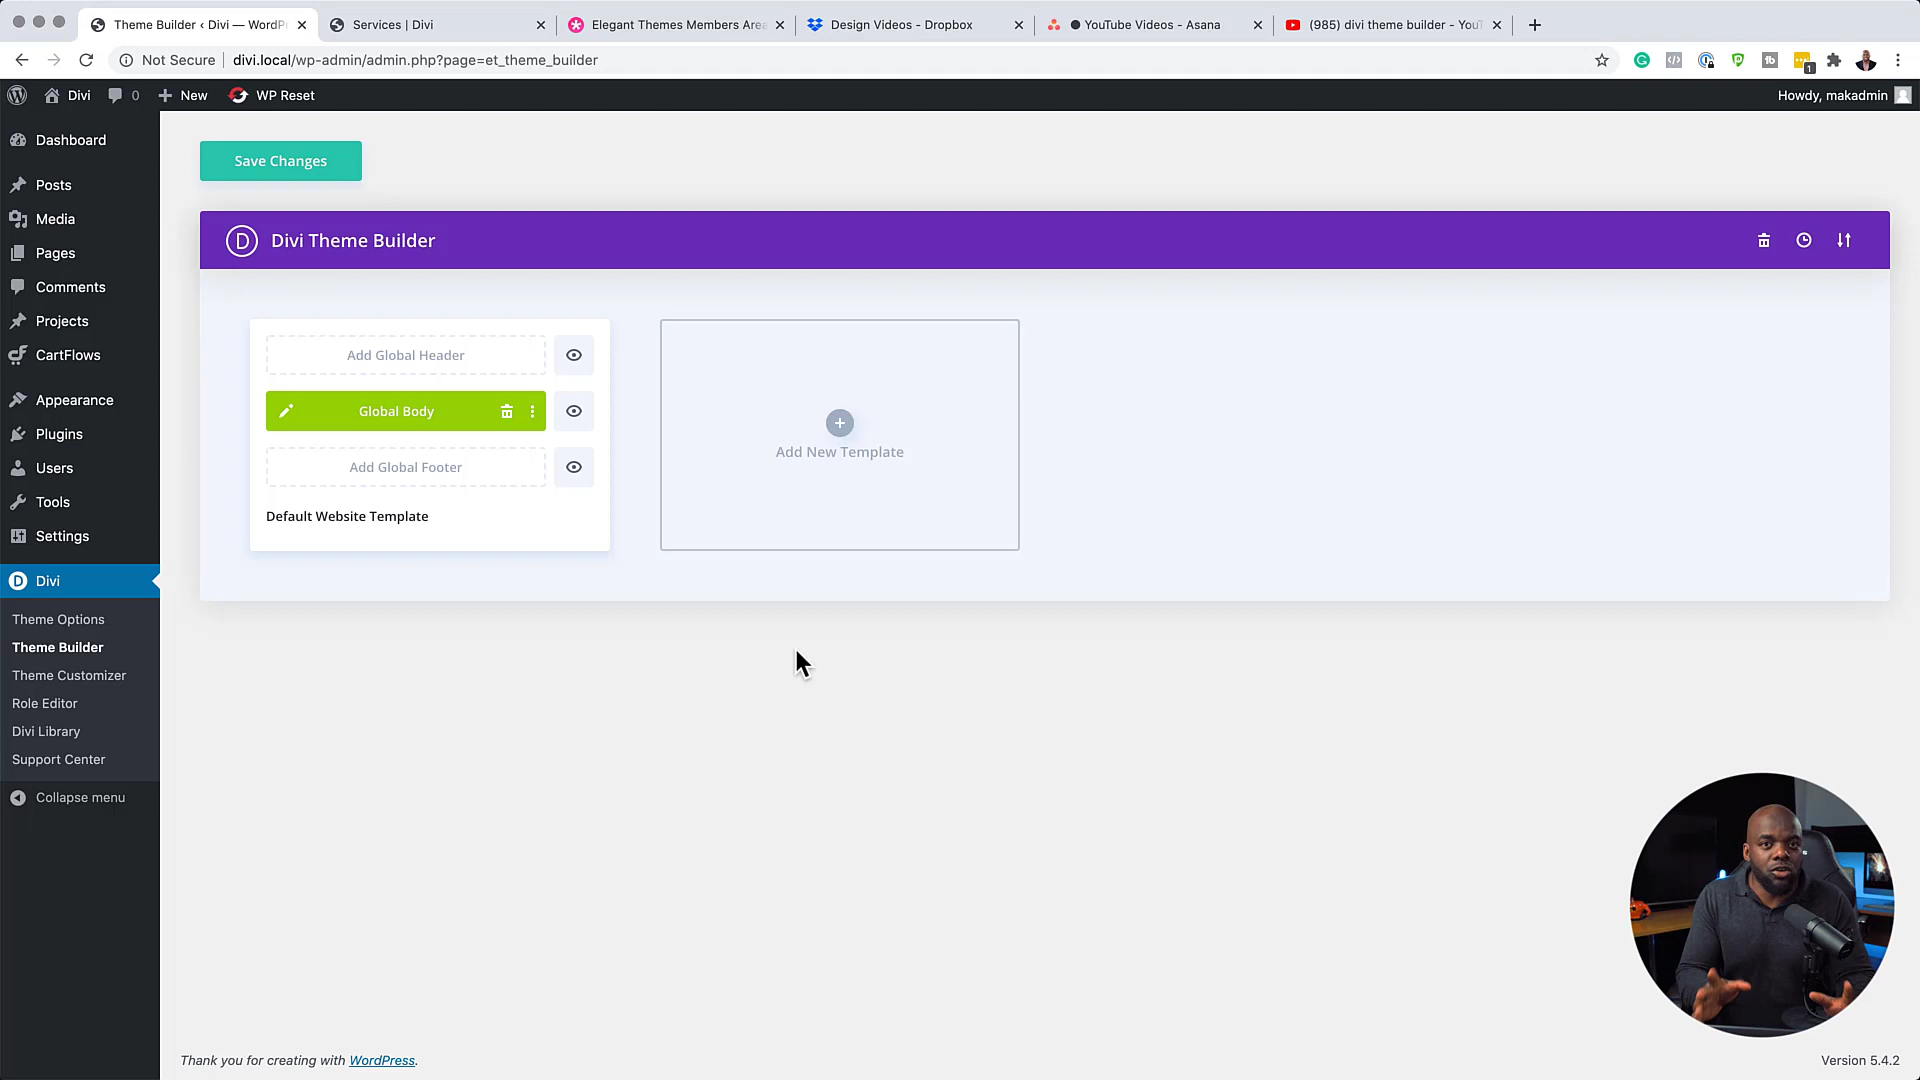 Theme Builder ‹ Divi — WordPr
Services | Divi
Elegant Themes Members Area
Design Videos - Dropbox
● YouTube Videos - Asana
(985) divi theme builder - YouT
Not Secure
divi.local/wp-admin/admin.php?page=et_theme_builder
1
Divi
0
New
WP Reset
Howdy, makadmin
Dashboard
Posts
Media
Pages
Comments
Projects
CartFlows
Appearance
Plugins
Users
Tools
Settings
Divi
Theme Options
Theme Builder
Theme Customizer
Role Editor
Divi Library
Support Center
Collapse menu
Save Changes
D
Divi Theme Builder
Add Global Header
Global Body
Add Global Footer
Default Website Template
Add New Template
Thank you for creating with WordPress.
Version 5.4.2